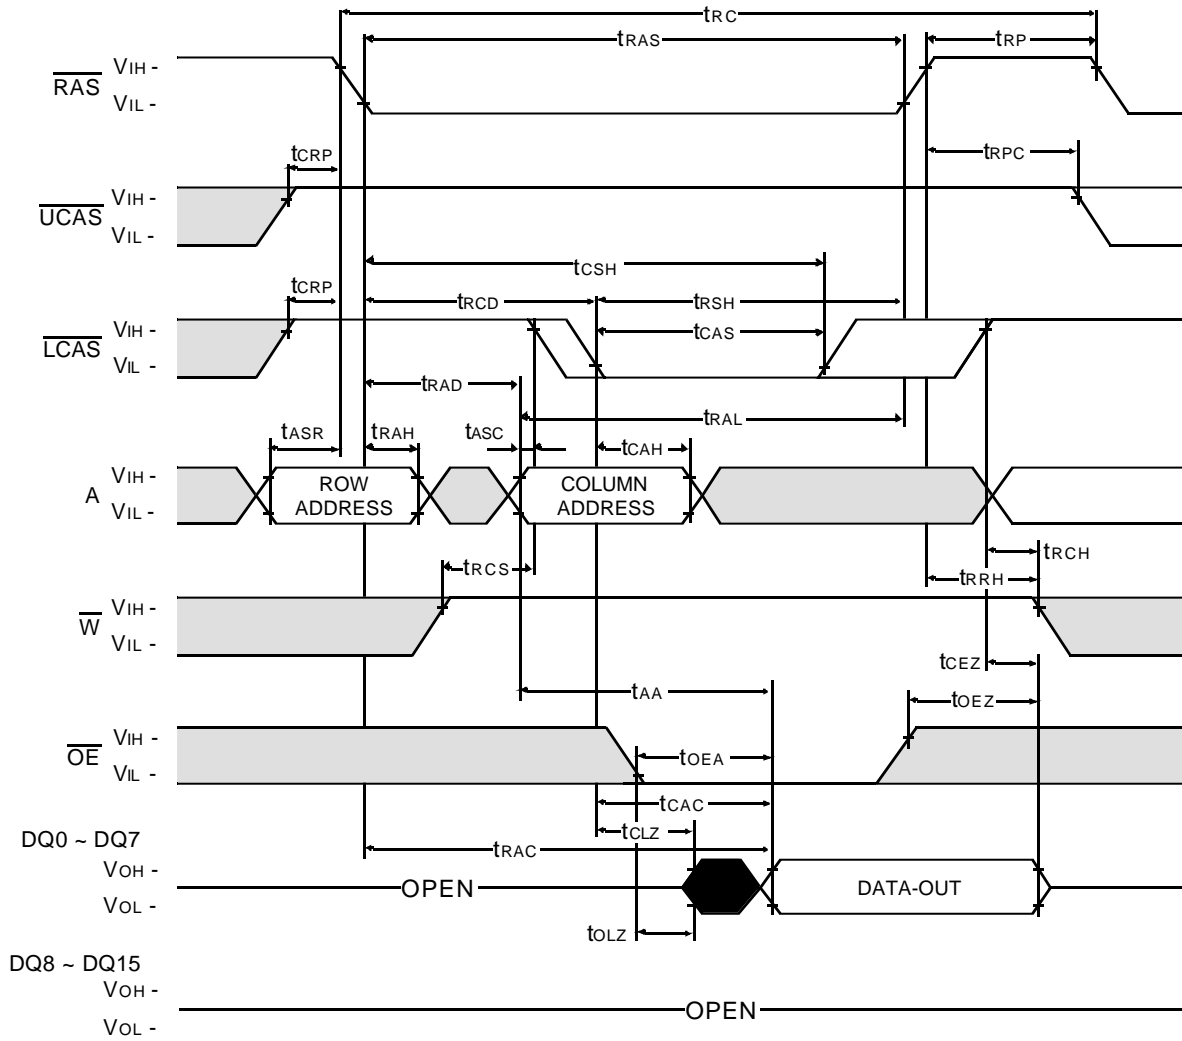 tRC
tRAS
tRP
RAS
VIH -
VIL -
tCRP
tRPC
UCAS
VIH -
VIL -
tCSH
tCRP
tRCD
tRSH
LCAS
VIH -
VIL -
tCAS
tRAD
tRAL
tASR
tRAH
tASC
tCAH
A
VIH -
VIL -
ROW
ADDRESS
COLUMN
ADDRESS
tRCS
tRCH
tRRH
W
VIH -
VIL -
tCEZ
tAA
tOEZ
OE
VIH -
VIL -
tOEA
tCAC
tCLZ
tRAC
DQ0 ~ DQ7
VOH -
VOL -
OPEN
DATA-OUT
tOLZ
DQ8 ~ DQ15
VOH -
VOL -
OPEN